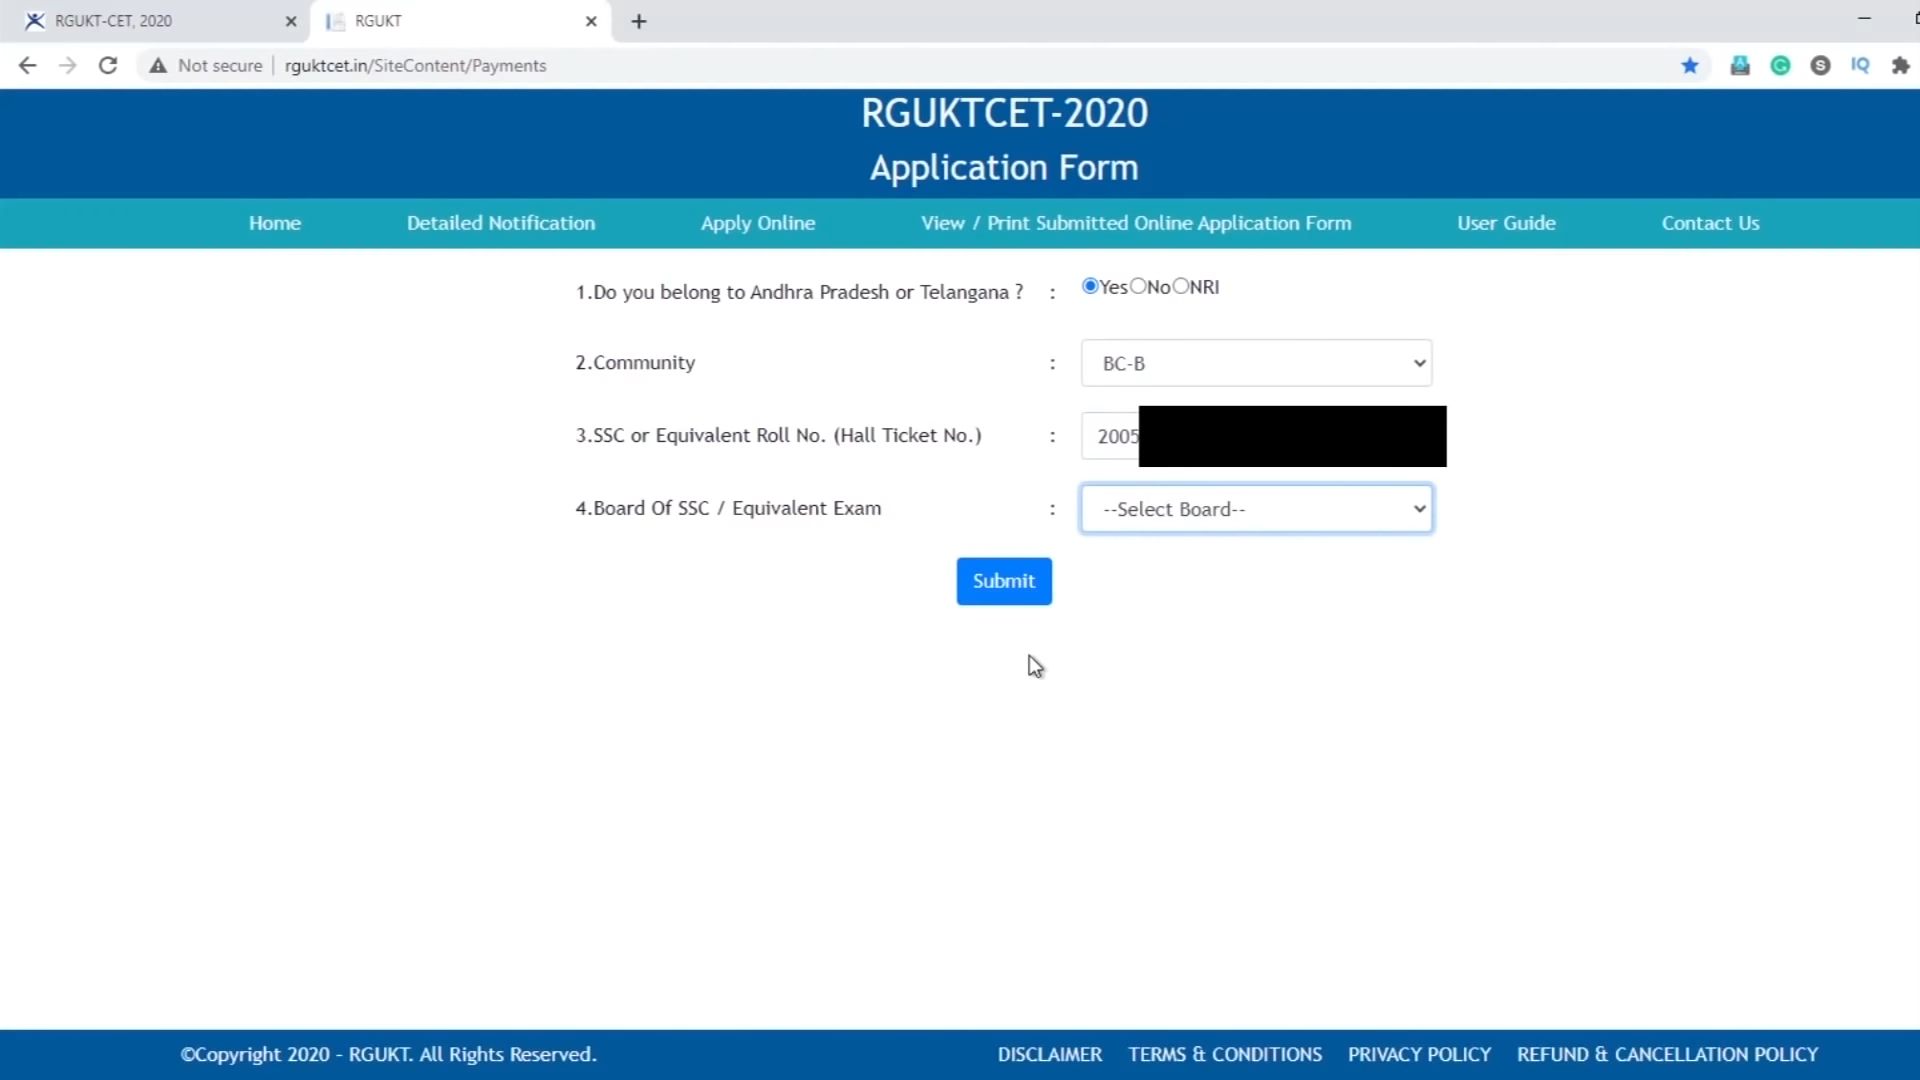 RGUKT-CET, 2020
RGUKT
Not secure
rguktcet.in/SiteContent/Payments
IQ
RGUKTCET-2020
Application Form
Home Detailed Notification Apply Online View / Print Submitted Online Application Form User Guide Contact Us
1.Do you belong to Andhra Pradesh or Telangana ? : Yes No NRI
2.Community : BC-B
3.SSC or Equivalent Roll No. (Hall Ticket No.) : 2005
4.Board Of SSC / Equivalent Exam : --Select Board--
Submit
©Copyright 2020 - RGUKT. All Rights Reserved. DISCLAIMER TERMS & CONDITIONS PRIVACY POLICY REFUND & CANCELLATION POLICY